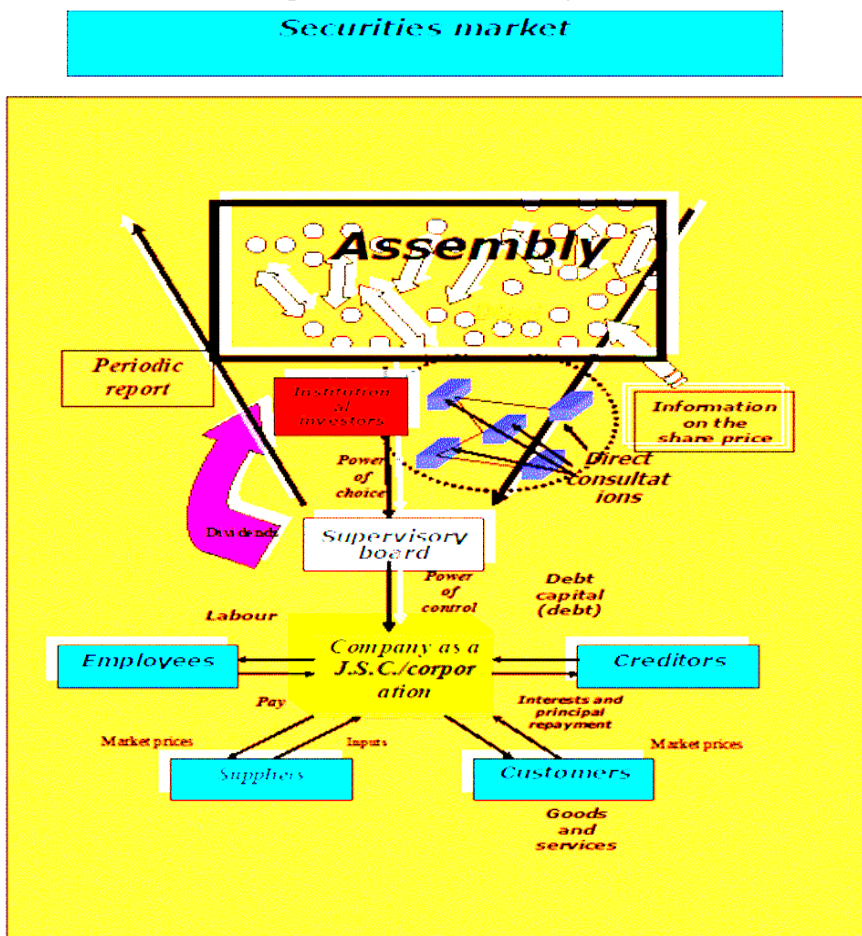 Securities market
Assembly
Periodic
report
Institution
al
investors
Information
on the
share price
Power
of
choice
Direct
consultat
ions
Dividends
Supervisory
board
Power
of
control
Debt
capital
(debt)
Labour
Employees
Company as a
J.S.C./corpor
ation
Creditors
Pay
Interests and
principal
repayment
Market prices
Inputs
Market prices
Suppliers
Customers
Goods
and
services